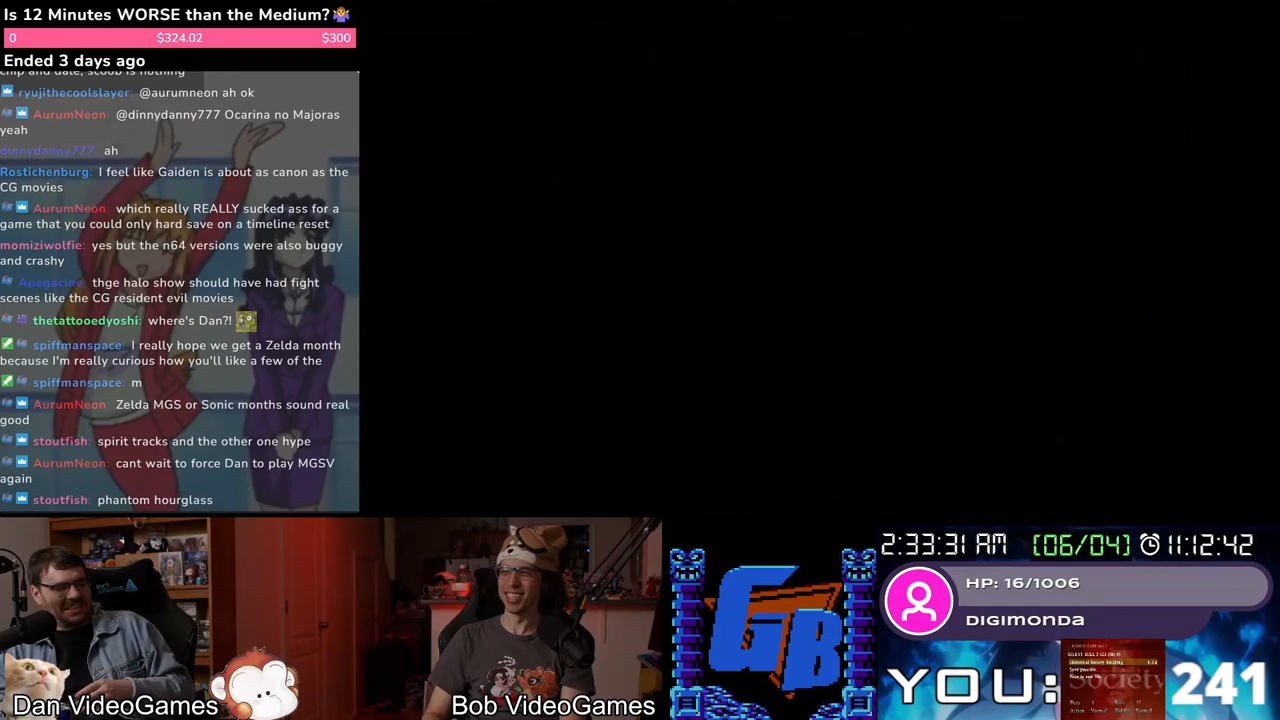 Is 12 Minutes WORSE than the Medium?🤷‍♀️
0 $324.02 $300
Ended 3 days ago
chip and dale, scoob is nothing
ryujithecoolslayer: @aurumneon ah ok
AurumNeon: @dinnydanny777 Ocarina no Majoras
yeah
dinnydanny777 ah
Rostichenburg: I feel like Gaiden is about as canon as the
CG movies
AurumNeon: which really REALLY sucked ass for a
game that you could only hard save on a timeline reset
momiziwolfie: yes but the n64 versions were also buggy
and crashy
Apegacine: thge halo show should have had fight
scenes like the CG resident evil movies
thetattooedyoshi: where's Dan?!
spiffmanspace: I really hope we get a Zelda month
because I'm really curious how you'll like a few of the
spiffmanspace: m
AurumNeon: Zelda MGS or Sonic months sound real
good
stoutfish: spirit tracks and the other one hype
AurumNeon: cant wait to force Dan to play MGSV
again
stoutfish: phantom hourglass
Dan VideoGames
Bob VideoGames
GB
2:33:31 AM [06/04] 11:12:42
HP: 16/1006
DIGIMONDA
YOU:
Society
241